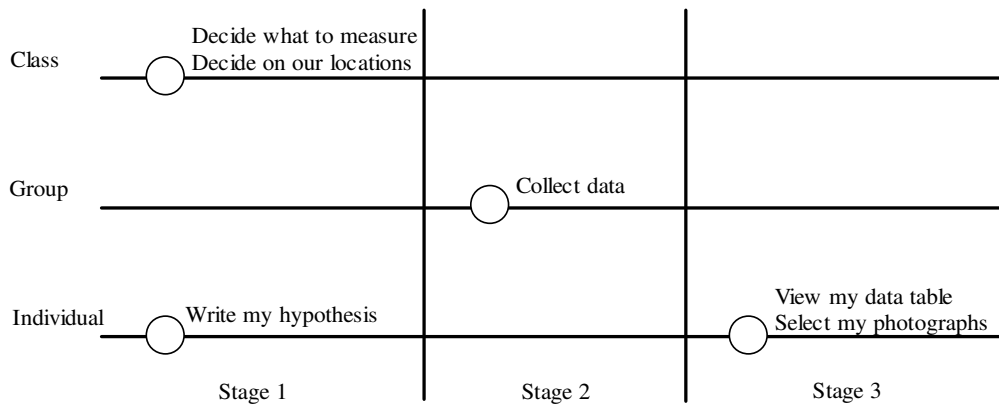 Decide what to measure
Class
Decide on our locations
Group
Collect data
Individual
Write my hypothesis
View my data table
Select my photographs
Stage 1
Stage 2
Stage 3